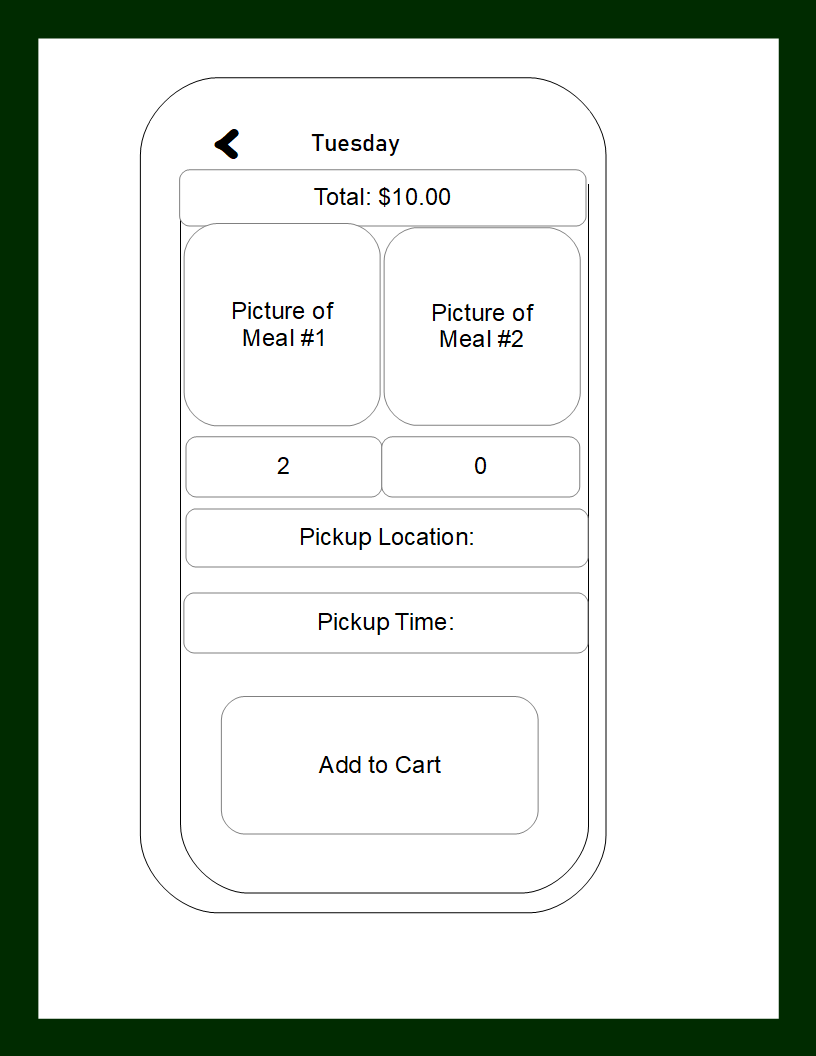 Tuesday
Total: $10.00
Picture of
Meal #1
Picture of
Meal #2
2
0
Pickup Location:
Pickup Time:
Add to Cart